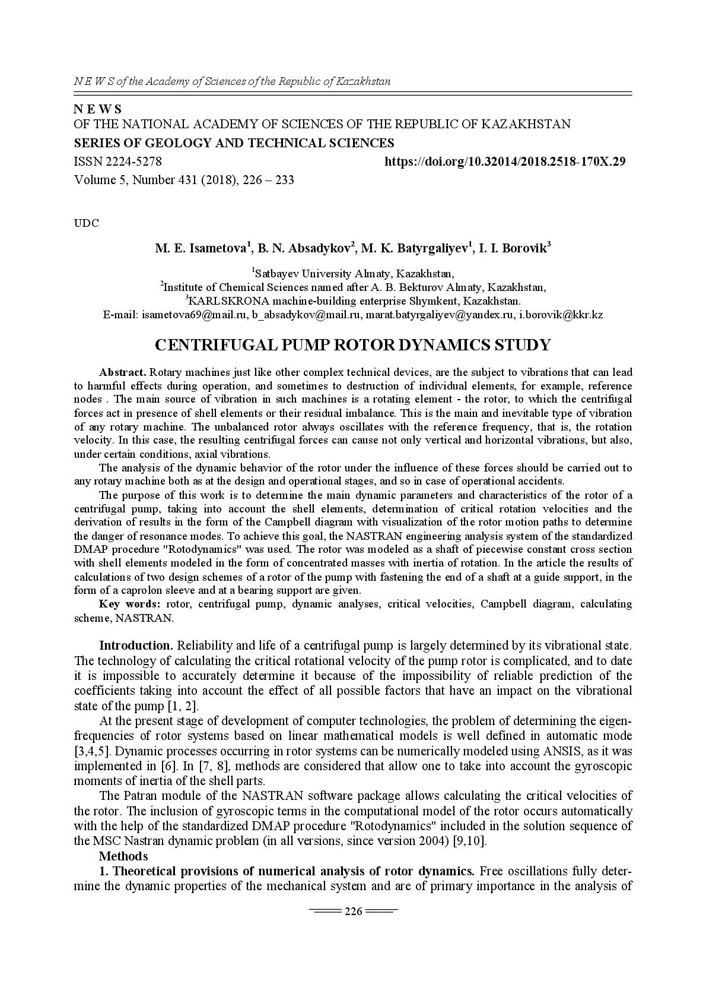 N E W S of the Academy of Sciences of the Republic of Kazakhstan
N E W S
OF THE NATIONAL ACADEMY OF SCIENCES OF THE REPUBLIC OF KAZAKHSTAN
SERIES OF GEOLOGY AND TECHNICAL SCIENCES
ISSN 2224-5278 https://doi.org/10.32014/2018.2518-170X.29
Volume 5, Number 431 (2018), 226 – 233
UDC
M. E. Isametova1, B. N. Absadykov2, M. K. Batyrgaliyev1, I. I. Borovik3
1Satbayev University Almaty, Kazakhstan,
2Institute of Chemical Sciences named after A. B. Bekturov Almaty, Kazakhstan,
3KARLSKRONA machine-building enterprise Shymkent, Kazakhstan.
E-mail: isametova69@mail.ru, b_absadykov@mail.ru, marat.batyrgaliyev@yandex.ru, i.borovik@kkr.kz
CENTRIFUGAL PUMP ROTOR DYNAMICS STUDY
Abstract. Rotary machines just like other complex technical devices, are the subject to vibrations that can lead
to harmful effects during operation, and sometimes to destruction of individual elements, for example, reference
nodes . The main source of vibration in such machines is a rotating element - the rotor, to which the centrifugal
forces act in presence of shell elements or their residual imbalance. This is the main and inevitable type of vibration
of any rotary machine. The unbalanced rotor always oscillates with the reference frequency, that is, the rotation
velocity. In this case, the resulting centrifugal forces can cause not only vertical and horizontal vibrations, but also,
under certain conditions, axial vibrations.
The analysis of the dynamic behavior of the rotor under the influence of these forces should be carried out to
any rotary machine both as at the design and operational stages, and so in case of operational accidents.
The purpose of this work is to determine the main dynamic parameters and characteristics of the rotor of a
centrifugal pump, taking into account the shell elements, determination of critical rotation velocities and the
derivation of results in the form of the Campbell diagram with visualization of the rotor motion paths to determine
the danger of resonance modes. To achieve this goal, the NASTRAN engineering analysis system of the standardized
DMAP procedure "Rotodynamics" was used. The rotor was modeled as a shaft of piecewise constant cross section
with shell elements modeled in the form of concentrated masses with inertia of rotation. In the article the results of
calculations of two design schemes of a rotor of the pump with fastening the end of a shaft at a guide support, in the
form of a caprolon sleeve and at a bearing support are given.
Key words: rotor, centrifugal pump, dynamic analyses, critical velocities, Campbell diagram, calculating
scheme, NASTRAN.
Introduction. Reliability and life of a centrifugal pump is largely determined by its vibrational state.
The technology of calculating the critical rotational velocity of the pump rotor is complicated, and to date
it is impossible to accurately determine it because of the impossibility of reliable prediction of the
coefficients taking into account the effect of all possible factors that have an impact on the vibrational
state of the pump [1, 2].
At the present stage of development of computer technologies, the problem of determining the eigen-
frequencies of rotor systems based on linear mathematical models is well defined in automatic mode
[3,4,5]. Dynamic processes occurring in rotor systems can be numerically modeled using ANSIS, as it was
implemented in [6]. In [7, 8], methods are considered that allow one to take into account the gyroscopic
moments of inertia of the shell parts.
The Patran module of the NASTRAN software package allows calculating the critical velocities of
the rotor. The inclusion of gyroscopic terms in the computational model of the rotor occurs automatically
with the help of the standardized DMAP procedure "Rotodynamics" included in the solution sequence of
the MSC Nastran dynamic problem (in all versions, since version 2004) [9,10].
Methods
1. Theoretical provisions of numerical analysis of rotor dynamics. Free oscillations fully deter-
mine the dynamic properties of the mechanical system and are of primary importance in the analysis of
226